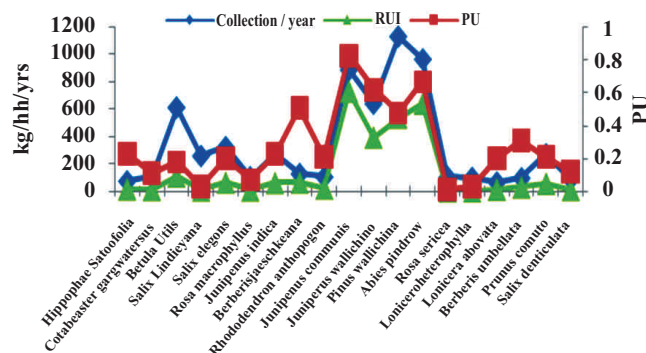 Collection / year RUI PU
1200 1
1000 0.8
800 0.6
600 0.4
400 0.2
200 0
0
kg/hh/yrs
PU
Hippophae Satoofolia
Cotabeaster gargwatersus
Betula Utils
Salix Lindieyana
Salix elegons
Rosa macrophyllus
Junipenus indica
Berberisjaeschkeana
Rhododendron anthopogon
Junipenus communis
Juniperus wallichino
Pinus wallichina
Abies pindrow
Rosa sericea
Loniceroheterophylla
Lonicera abovata
Berberis umbellata
Prunus comuto
Salix denticulata